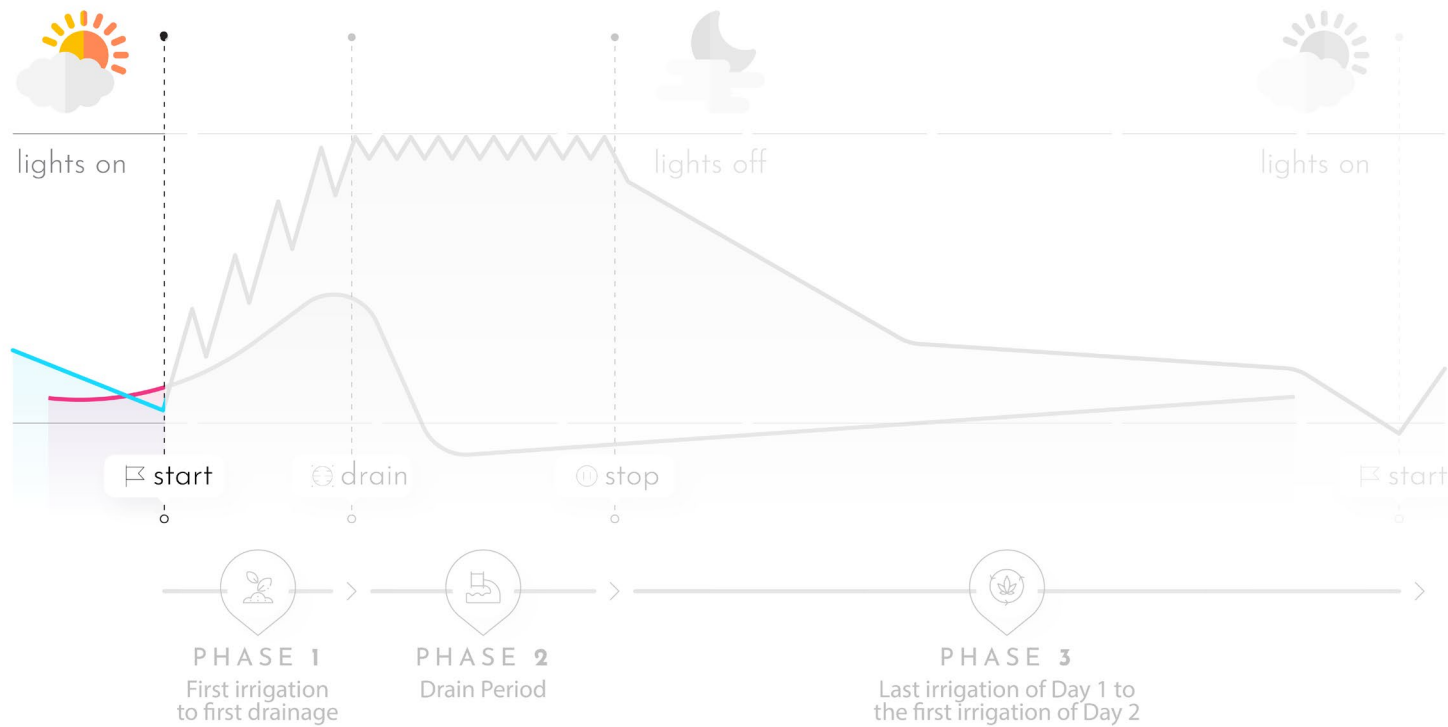 lights on
lights off
lights on
start
drain
stop
start
PHASE 1
First irrigation
to first drainage
PHASE 2
Drain Period
PHASE 3
Last irrigation of Day 1 to
the first irrigation of Day 2